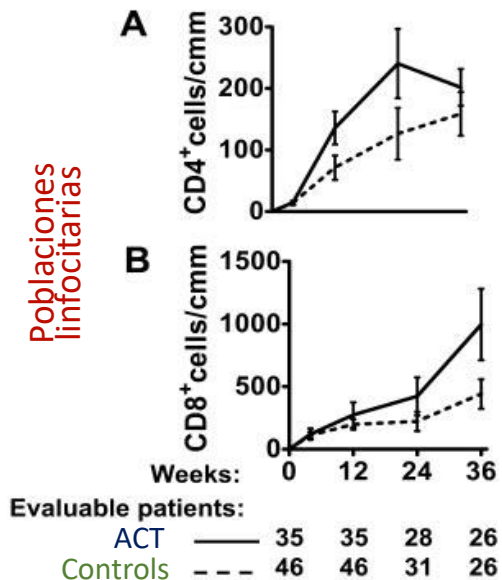 A
300
200
100
0
CD4+cells/cmm
Poblaciones
linfocitarias
B
1500
1000
500
0
CD8+cells/cmm
Weeks: 0 12 24 36
Evaluable patients:
ACT 35 35 28 26
Controls 46 46 31 26